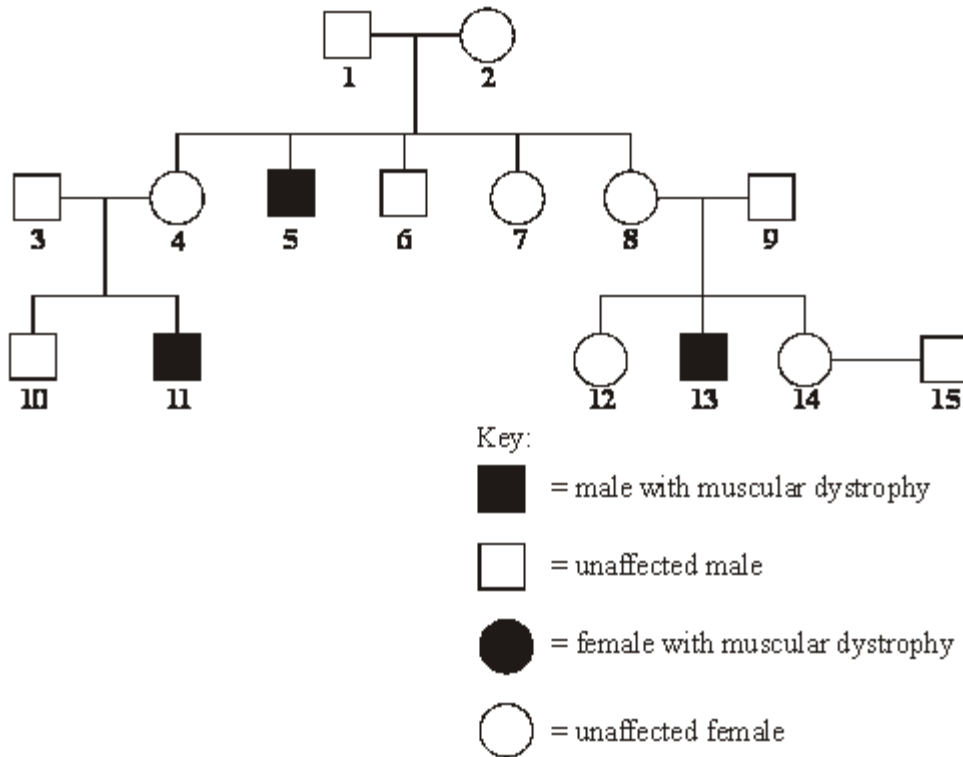 1 2
3 4 5 6 7 8 9
10 11 12 13 14 15
Key:
= male with muscular dystrophy
= unaffected male
= female with muscular dystrophy
= unaffected female